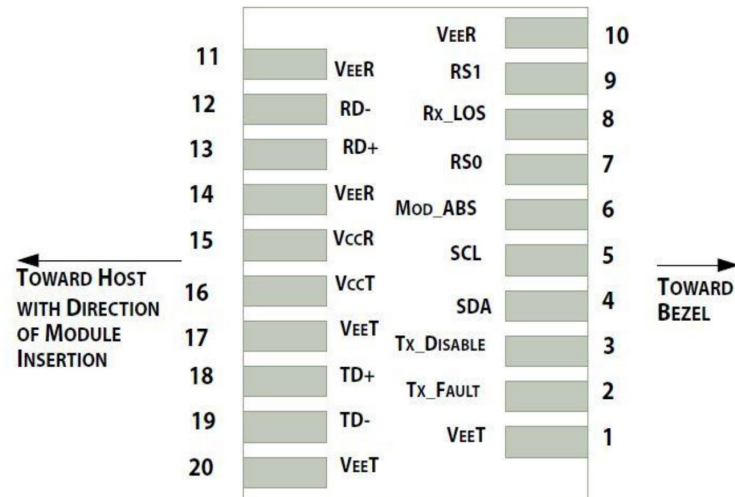 11 VEER
12 RD-
13 RD+
14 VEER
15 VCCR
16 VCCT
17 VEET
18 TD+
19 TD-
20 VEET
VEER 10
RS1 9
RX_LOS 8
RS0 7
MOD_ABS 6
SCL 5
SDA 4
TX_DISABLE 3
TX_FAULT 2
VEET 1
TOWARD HOST
WITH DIRECTION
OF MODULE
INSERTION
TOWARD
BEZEL